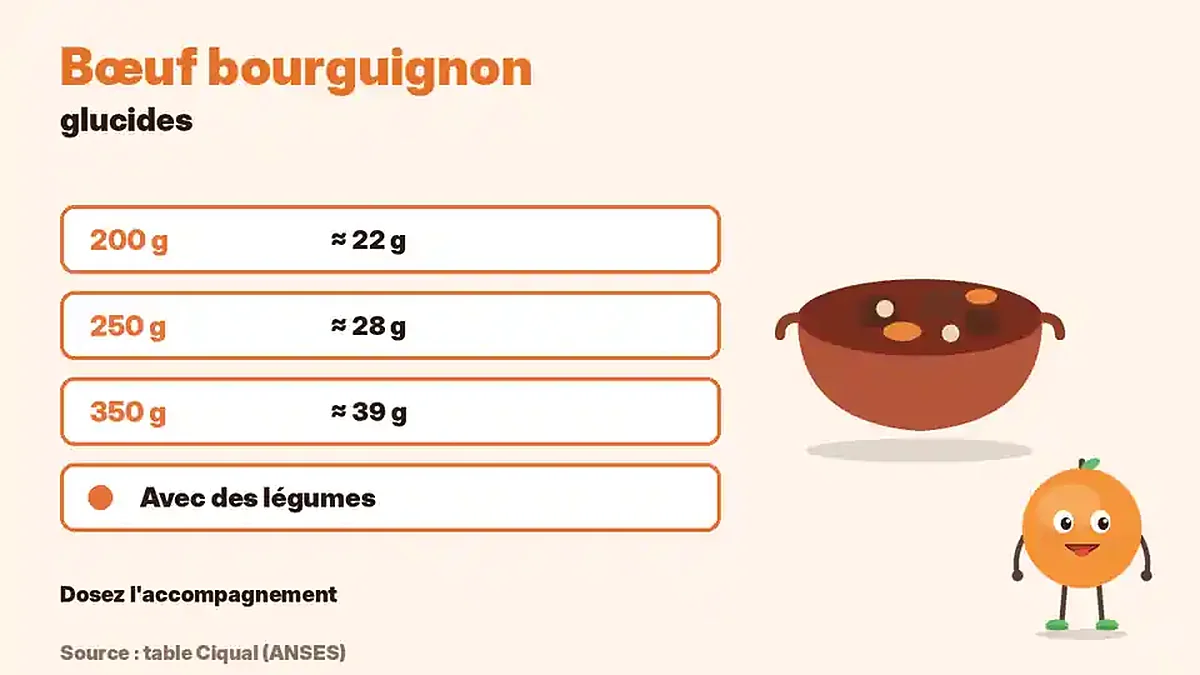 Bœuf bourguignon
glucides
200 g ≈ 22 g
250 g ≈ 28 g
350 g ≈ 39 g
Avec des légumes
Dosez l'accompagnement
Source : table Ciqual (ANSES)